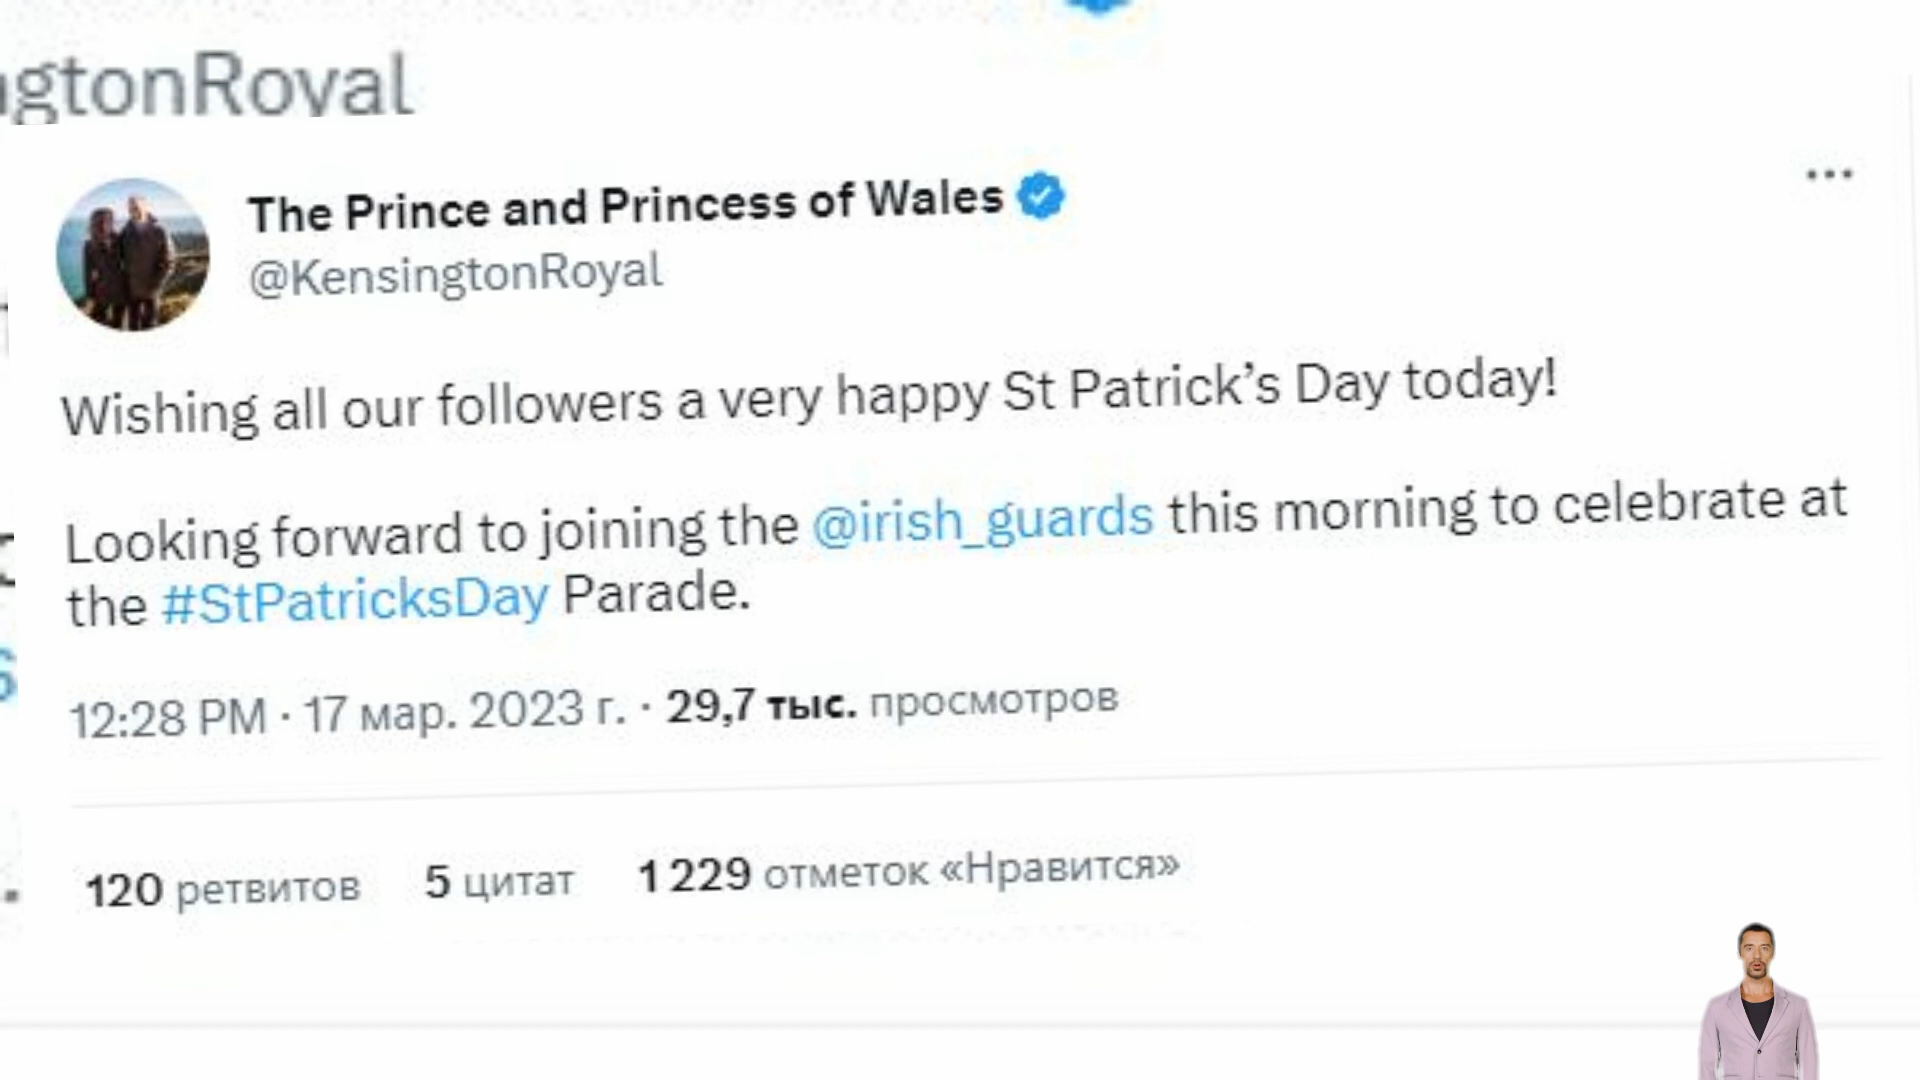 ngtonRoyal
The Prince and Princess of Wales
@KensingtonRoyal
Wishing all our followers a very happy St Patrick’s Day today!
Looking forward to joining the @irish_guards this morning to celebrate at
the #StPatricksDay Parade.
12:28 PM · 17 мар. 2023 г. · 29,7 тыс. просмотров
120 ретвитов 5 цитат 1 229 отметок «Нравится»